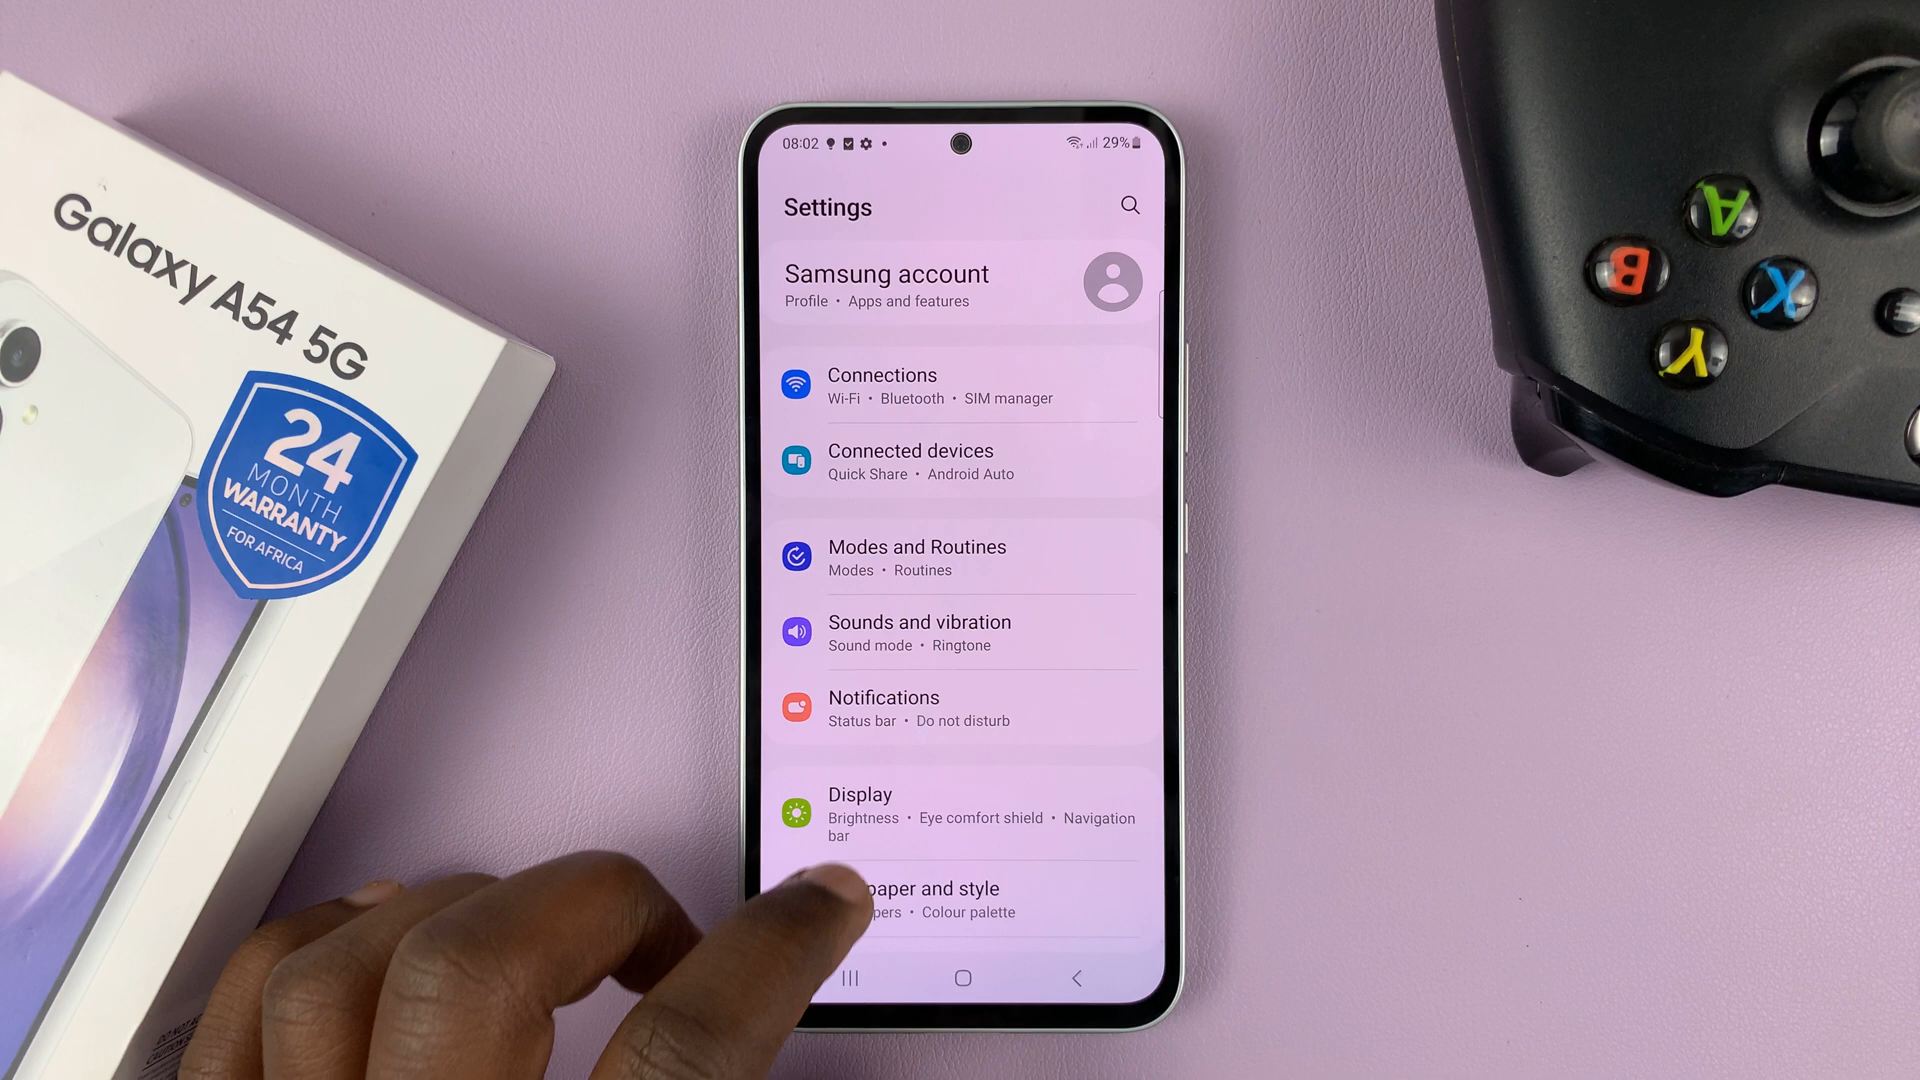 Galaxy A54 5G
24
MONTH
WARRANTY
FOR AFRICA
08:02
29%
Settings
Samsung account
Profile • Apps and features
Connections
Wi-Fi • Bluetooth • SIM manager
Connected devices
Quick Share • Android Auto
Modes and Routines
Modes • Routines
Sounds and vibration
Sound mode • Ringtone
Notifications
Status bar • Do not disturb
Display
Brightness • Eye comfort shield • Navigation
bar
paper and style
pers • Colour palette
A
B
X
Y